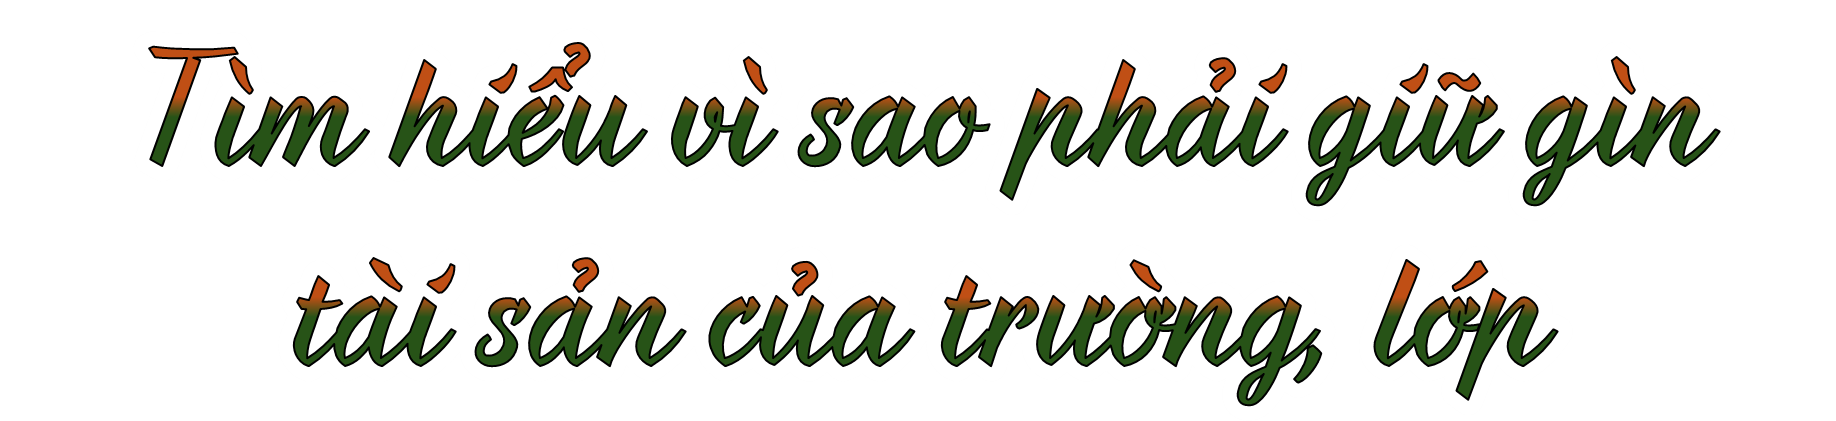 Tìm hiểu vì sao phải giữ gìn
tài sản của trường, lớp